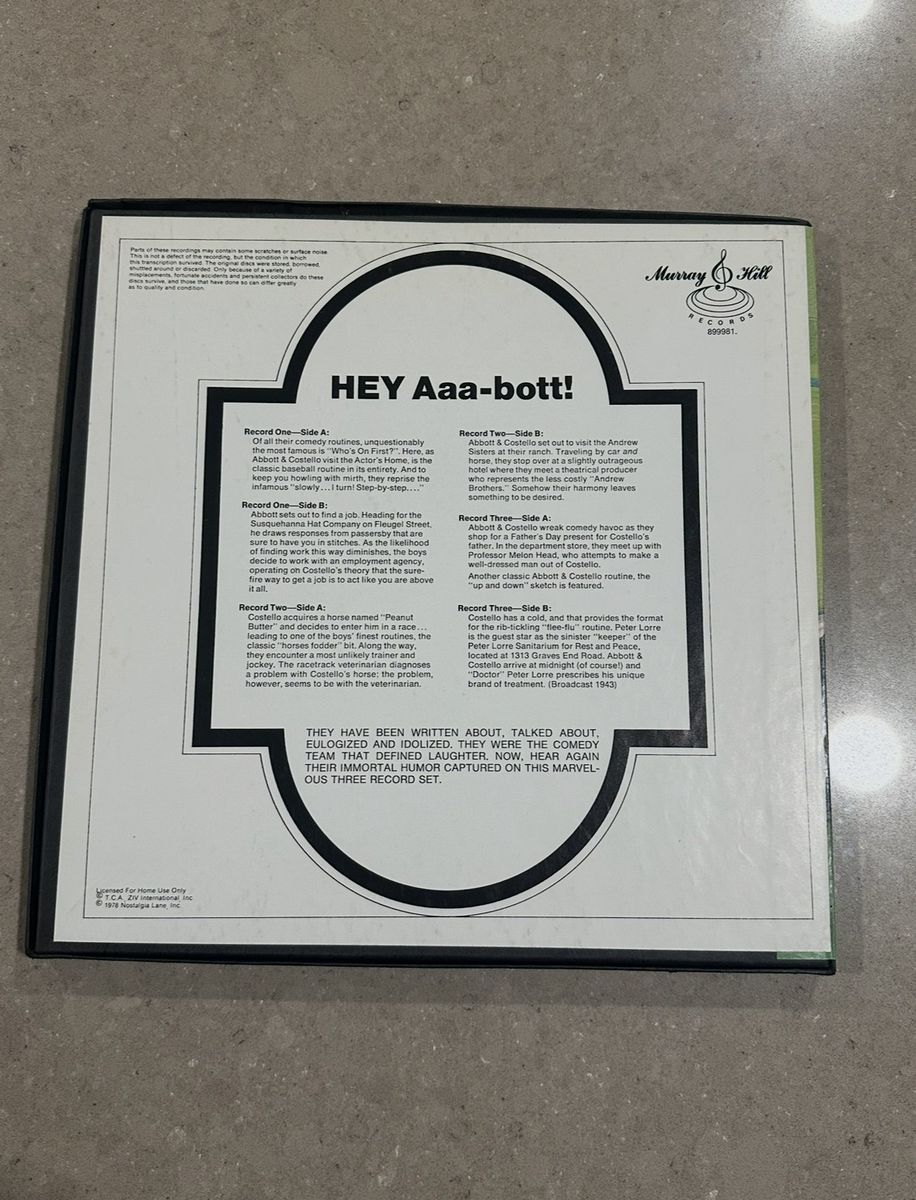 Parts of these recordings may contain some scratches or surface noise.
This is not a defect of the recording, but the condition in which
this transcription survived. The original discs were stored, borrowed,
shuttled around or discarded. Only because of a variety of
misplacements, fortunate accidents and persistent collectors do these
discs survive, and those that have done so can differ greatly
as to quality and condition.
Murray Hill
RECORDS
899981.
HEY Aaa-bott!
Record One—Side A:
Of all their comedy routines, unquestionably
the most famous is "Who's On First?". Here, as
Abbott & Costello visit the Actor's Home, is the
classic baseball routine in its entirety. And to
keep you howling with mirth, they reprise the
infamous "slowly... I turn! Step-by-step...."
Record One—Side B:
Abbott sets out to find a job. Heading for the
Susquehanna Hat Company on Fleugel Street,
he draws responses from passersby that are
sure to have you in stitches. As the likelihood
of finding work this way diminishes, the boys
decide to work with an employment agency,
operating on Costello's theory that the sure-
fire way to get a job is to act like you are above
it all.
Record Two—Side A:
Costello acquires a horse named "Peanut
Butter" and decides to enter him in a race...
leading to one of the boys' finest routines, the
classic "horses fodder" bit. Along the way,
they encounter a most unlikely trainer and
jockey. The racetrack veterinarian diagnoses
a problem with Costello's horse: the problem,
however, seems to be with the veterinarian.
Record Two—Side B:
Abbott & Costello set out to visit the Andrew
Sisters at their ranch. Traveling by car and
horse, they stop over at a slightly outrageous
hotel where they meet a theatrical producer
who represents the less costly "Andrew
Brothers." Somehow their harmony leaves
something to be desired.
Record Three—Side A:
Abbott & Costello wreak comedy havoc as they
shop for a Father's Day present for Costello's
father. In the department store, they meet up with
Professor Melon Head, who attempts to make a
well-dressed man out of Costello.
Another classic Abbott & Costello routine, the
"up and down" sketch is featured.
Record Three—Side B:
Costello has a cold, and that provides the format
for the rib-tickling "flee-flu" routine. Peter Lorre
is the guest star as the sinister "keeper" of the
Peter Lorre Sanitarium for Rest and Peace,
located at 1313 Graves End Road. Abbott &
Costello arrive at midnight (of course!) and
"Doctor" Peter Lorre prescribes his unique
brand of treatment. (Broadcast 1943)
THEY HAVE BEEN WRITTEN ABOUT, TALKED ABOUT,
EULOGIZED AND IDOLIZED. THEY WERE THE COMEDY
TEAM THAT DEFINED LAUGHTER. NOW, HEAR AGAIN
THEIR IMMORTAL HUMOR CAPTURED ON THIS MARVEL-
OUS THREE RECORD SET.
Licensed For Home Use Only
℗ T.C.A. ZIV International, Inc.
© 1978 Nostalgia Lane, Inc.